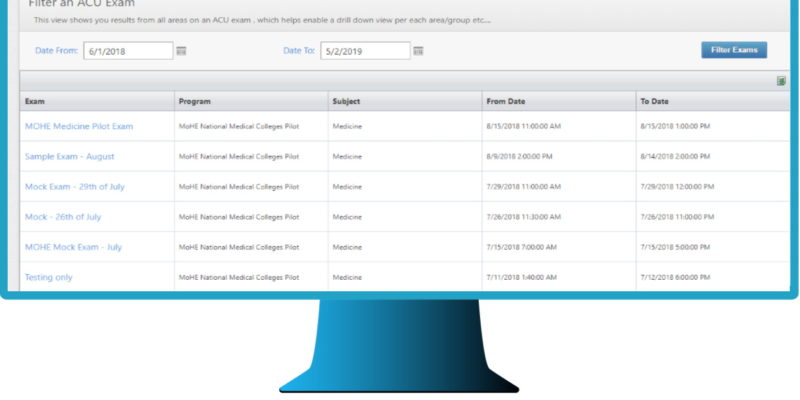 Filter an ACU Exam
This view shows you results from all areas on an ACU exam , which helps enable a drill down view per each area/group etc....
Date From: 6/1/2018 Date To: 5/2/2019 Filter Exams
Exam Program Subject From Date To Date
MOHE Medicine Pilot Exam MoHE National Medical Colleges Pilot Medicine 8/15/2018 11:00:00 AM 8/15/2018 1:00:00 PM
Sample Exam - August MoHE National Medical Colleges Pilot Medicine 8/9/2018 2:00:00 PM 8/14/2018 2:00:00 PM
Mock Exam - 29th of July MoHE National Medical Colleges Pilot Medicine 7/29/2018 11:00:00 AM 7/29/2018 12:00:00 PM
Mock - 26th of July MoHE National Medical Colleges Pilot Medicine 7/26/2018 11:30:00 AM 7/26/2018 11:00:00 PM
MOHE Mock Exam - July MoHE National Medical Colleges Pilot Medicine 7/15/2018 7:00:00 AM 7/15/2018 5:00:00 PM
Testing only MoHE National Medical Colleges Pilot Medicine 7/11/2018 1:40:00 AM 7/12/2018 6:00:00 PM